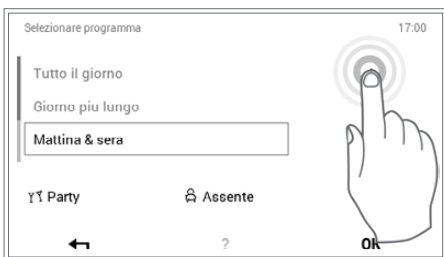 Selezionare programma 17:00
Tutto il giorno
Giorno piu lungo
Mattina & sera
Party Assente
? OK